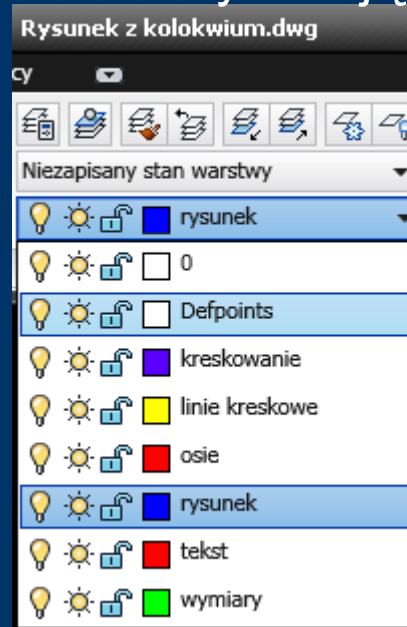 Rysunek z kolokwium.dwg
cy
Niezapisany stan warstwy
rysunek
0
Defpoints
kreskowanie
linie kreskowe
osie
rysunek
tekst
wymiary